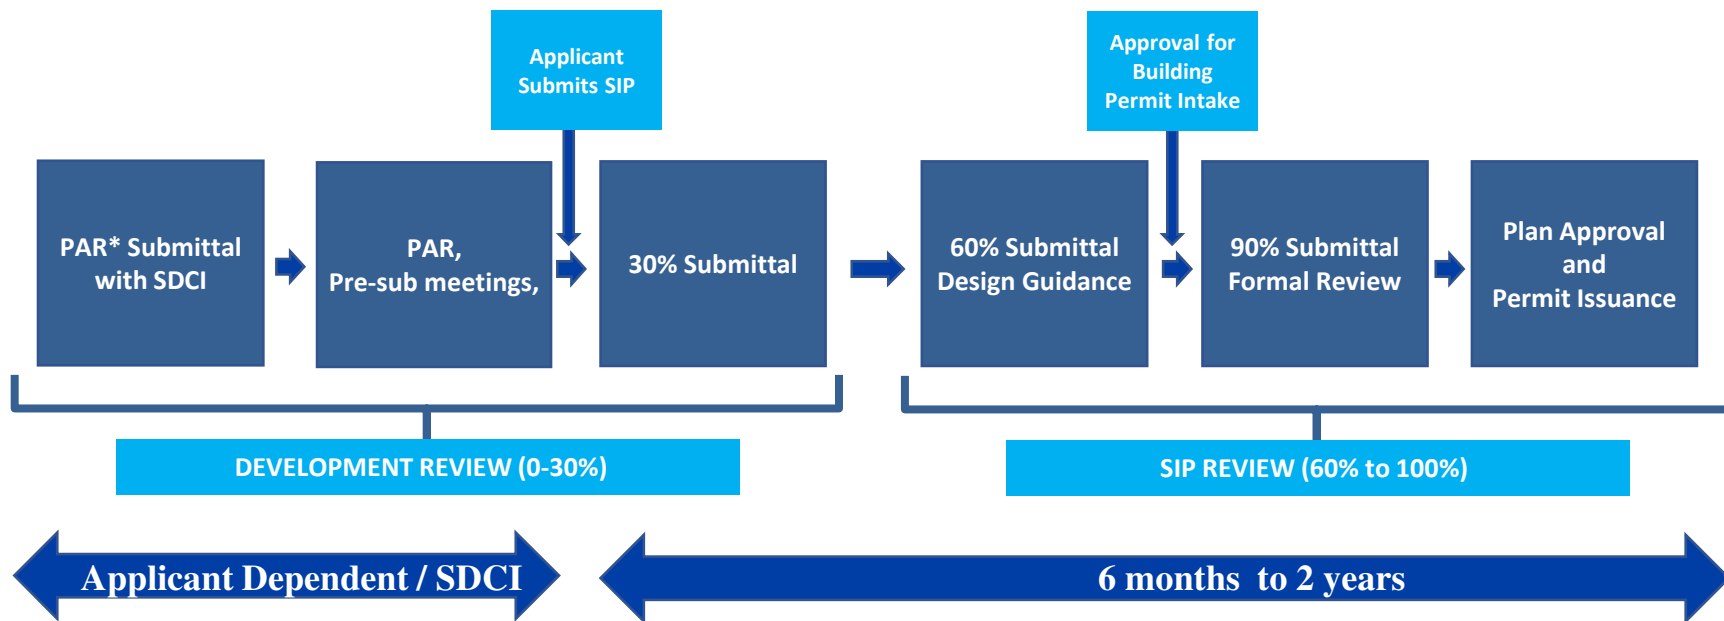 Applicant
Submits SIP
Approval for
Building
Permit Intake
PAR* Submittal
with SDCI
PAR,
Pre-sub meetings,
30% Submittal
60% Submittal
Design Guidance
90% Submittal
Formal Review
Plan Approval
and
Permit Issuance
DEVELOPMENT REVIEW (0-30%)
SIP REVIEW (60% to 100%)
Applicant Dependent / SDCI
6 months to 2 years